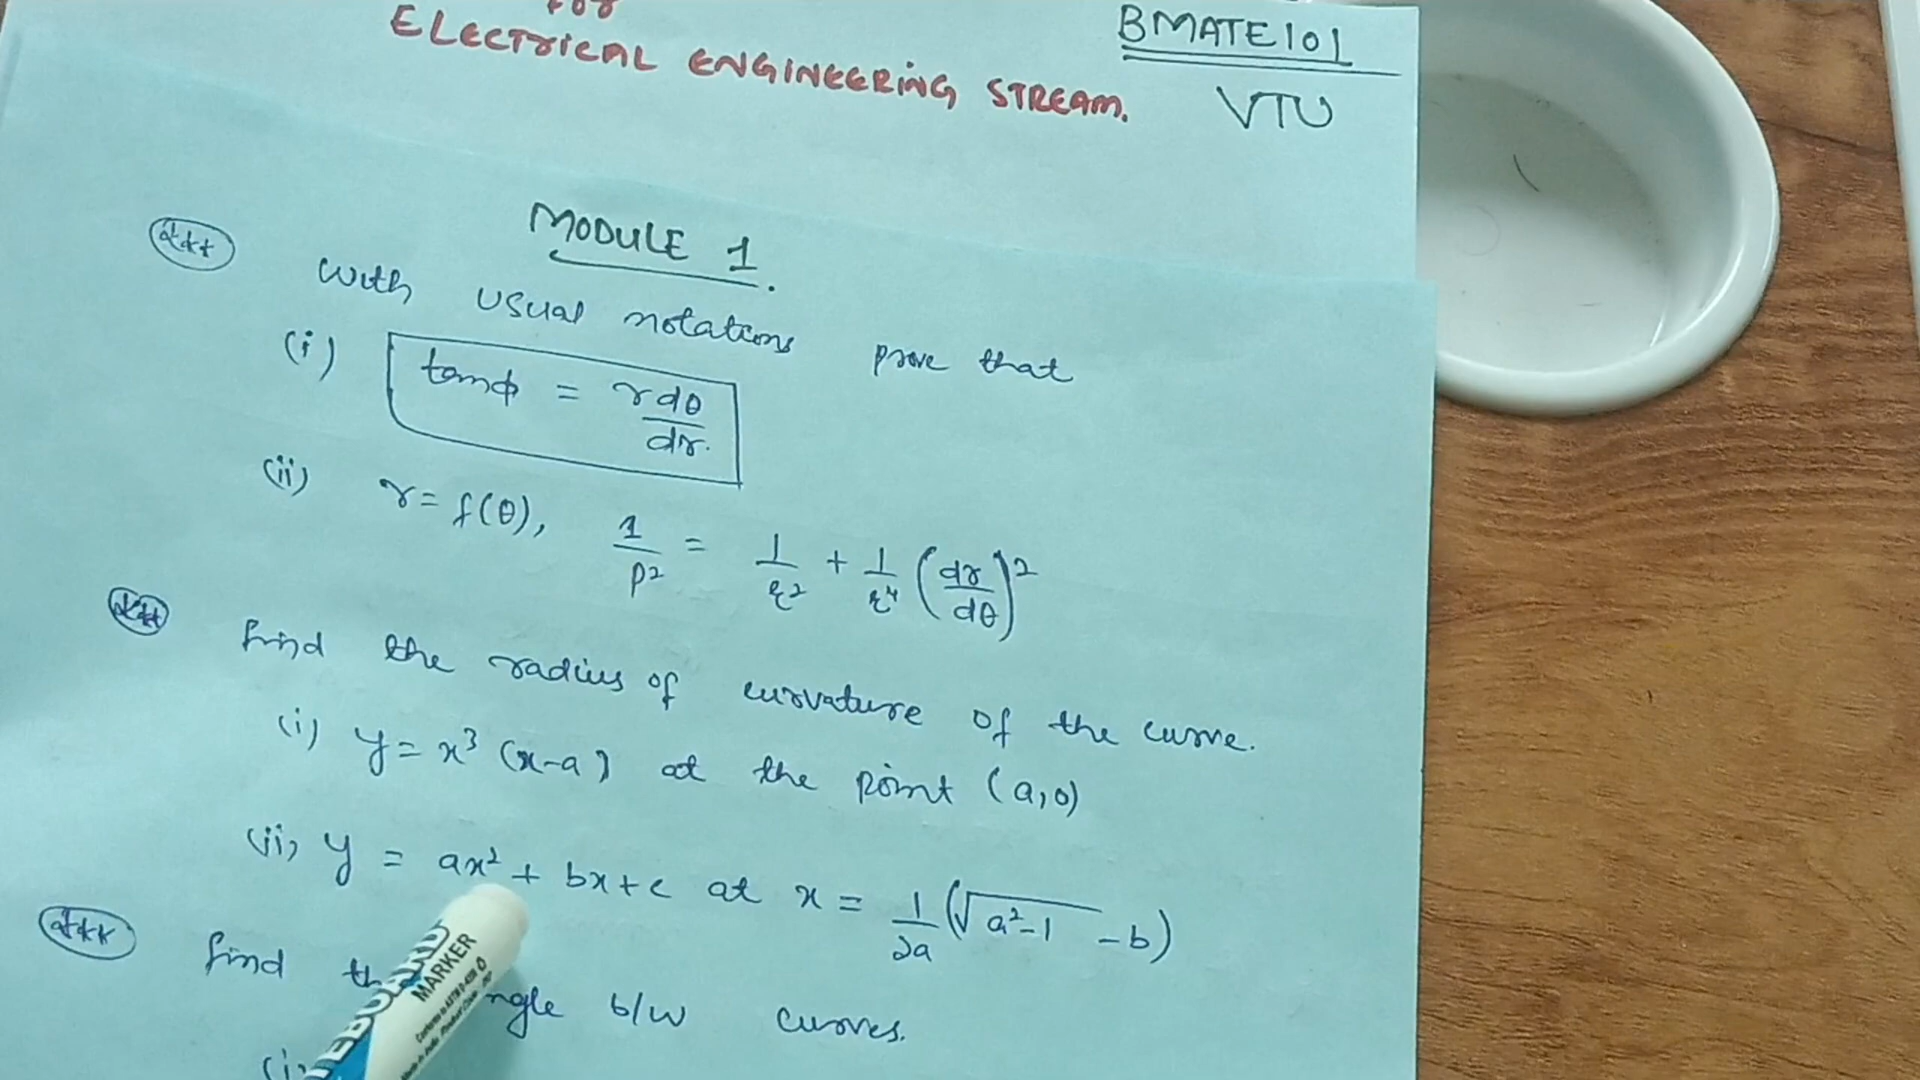 for
ELECTRICAL ENGINEERING STREAM.
BMATE101
VTU
MODULE 1.
*** With usual notations prove that
(i) tanφ = r dθ/dr.
(ii) r = f(θ), 1/p² = 1/r² + 1/r⁴ (dr/dθ)²
*** find the radius of curvature of the curve.
(i) y = x³ (x-a) at the point (a,0)
(ii) y = ax² + bx + c at x = 1/2a (√a²-1 - b)
*** find b/w curves.
(i)
MARKER